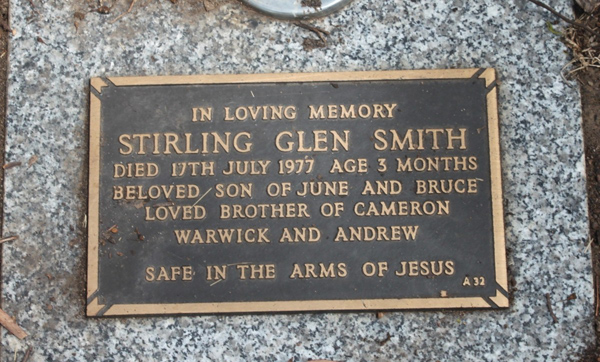 IN LOVING MEMORY
STIRLING GLEN SMITH
DIED 17TH JULY 1977 AGE 3 MONTHS
BELOVED SON OF JUNE AND BRUCE
LOVED BROTHER OF CAMERON
WARWICK AND ANDREW
SAFE IN THE ARMS OF JESUS
A 32